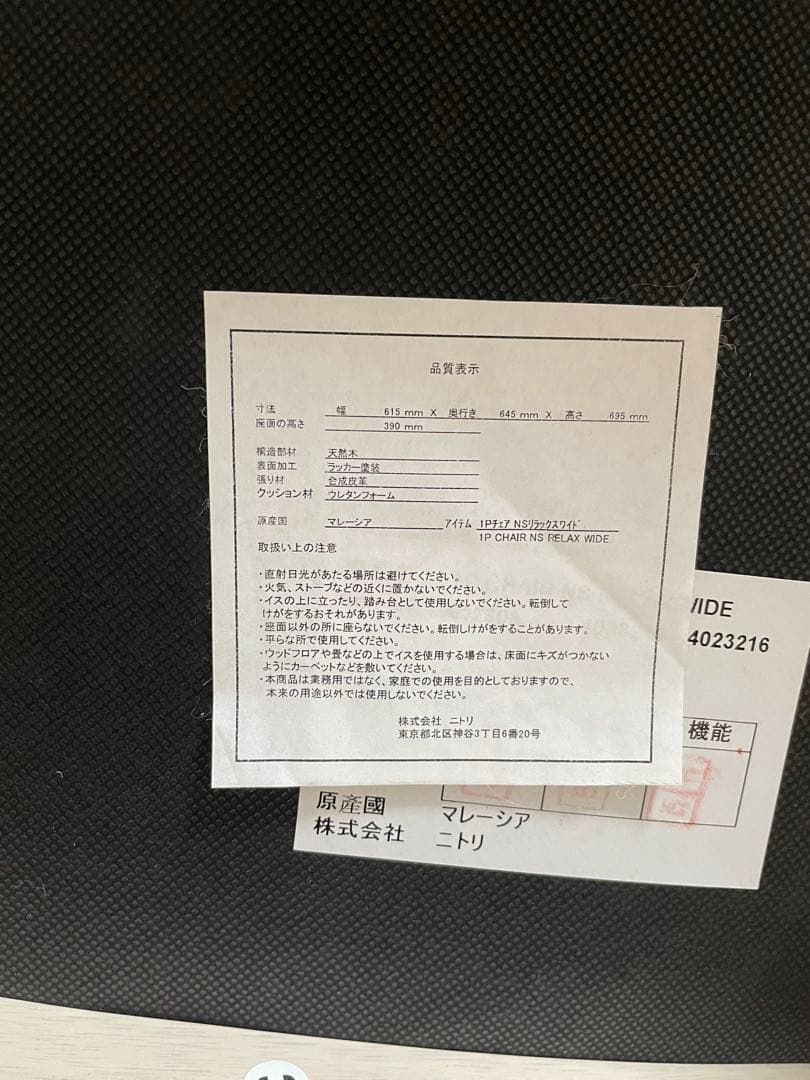 品質表示
寸法 幅 615 mm X 奥行き 645 mm X 高さ 695 mm
座面の高さ 390 mm
構造部材 天然木
表面加工 ラッカー塗装
張り材 合成皮革
クッション材 ウレタンフォーム
原産国 マレーシア アイテム 1Pチェア NSリラックスワイド
1P CHAIR NS RELAX WIDE
取扱い上の注意
・直射日光があたる場所は避けてください。
・火気、ストーブなどの近くに置かないでください。
・イスの上に立ったり、踏み台として使用しないでください。転倒して
けがをするおそれがあります。
・座面以外の所に座らないでください。転倒しけがをすることがあります。
・平らな所で使用してください。
・ウッドフロアや畳などの上でイスを使用する場合は、床面にキズがつかない
ようにカーペットなどを敷いてください。
・本商品は業務用ではなく、家庭での使用を目的としておりますので、
本来の用途以外では使用しないでください。
株式会社 ニトリ
東京都北区神谷3丁目6番20号
WIDE
4023216
機能
原産國 マレーシア
株式会社 ニトリ